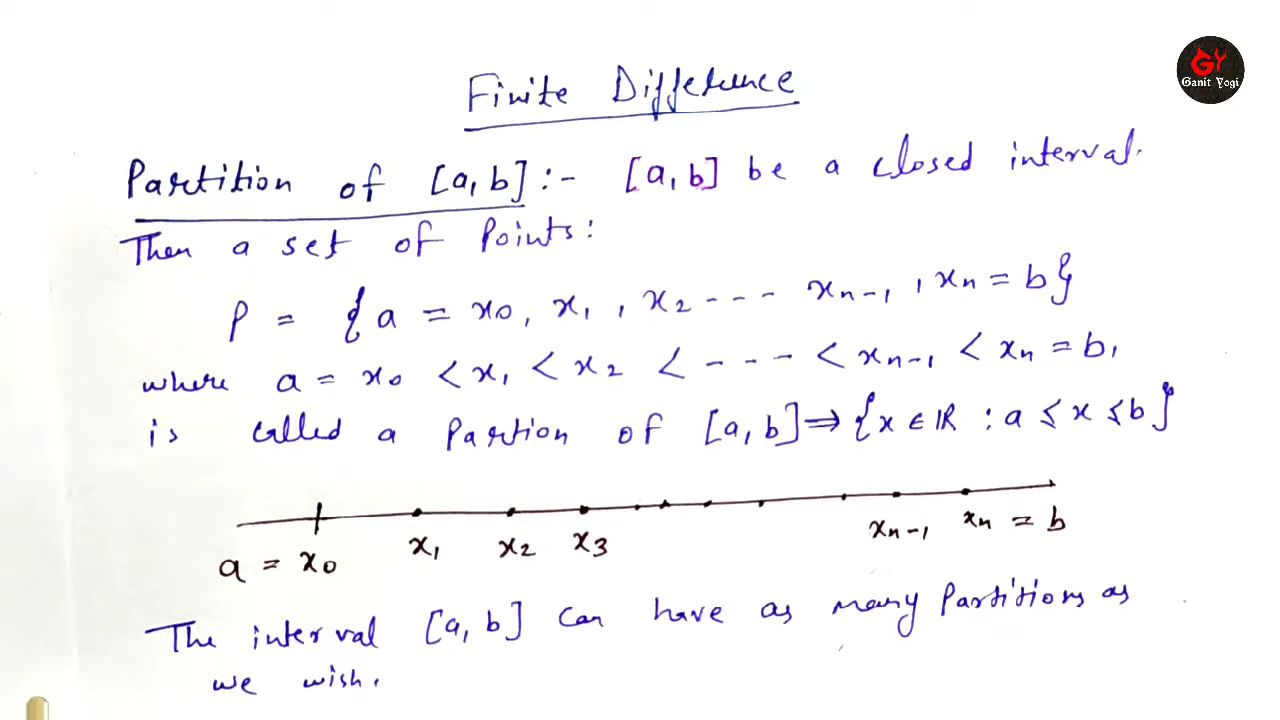 GY
Ganit Yogi
Finite Difference
Partition of [a, b] :- [a, b] be a closed interval.
Then a set of Points:
P = {a = x0, x1, x2 --- xn-1, xn = b}
where a = x0 < x1 < x2 < - - - - < xn-1 < xn = b,
is called a Partion of [a, b] ⇒ {x ∈ ℝ : a ≤ x ≤ b}
a = x0 x1 x2 x3 xn-1 xn = b
The interval [a, b] can have as many Partitions as
we wish.